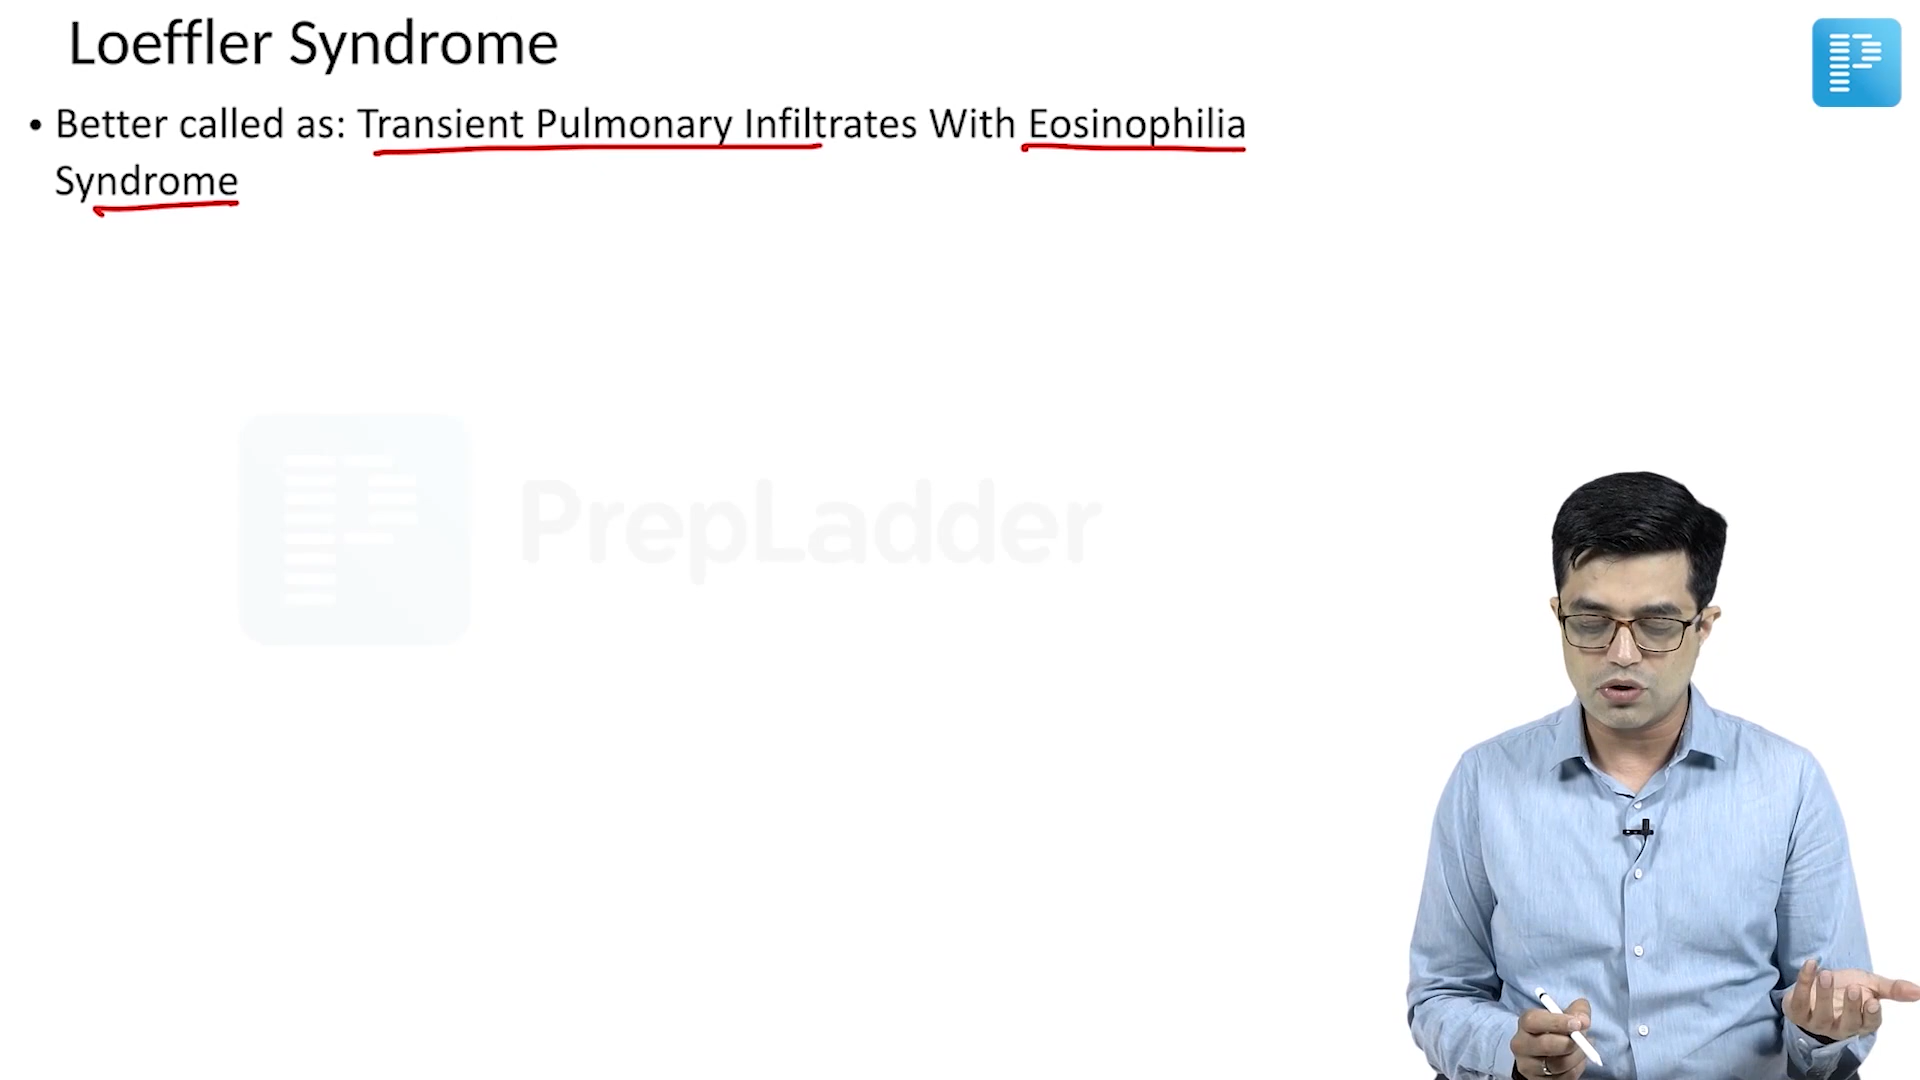 Loeffler Syndrome
• Better called as: Transient Pulmonary Infiltrates With Eosinophilia
Syndrome
PrepLadder